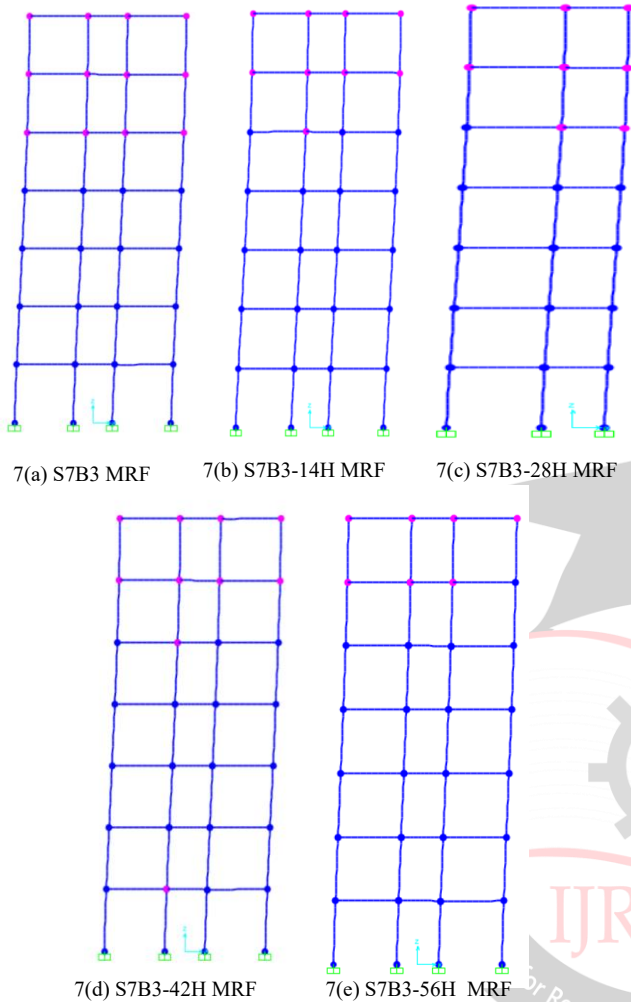 7(a) S7B3 MRF
7(b) S7B3-14H MRF
7(c) S7B3-28H MRF
7(d) S7B3-42H MRF
7(e) S7B3-56H MRF
IJR
for R